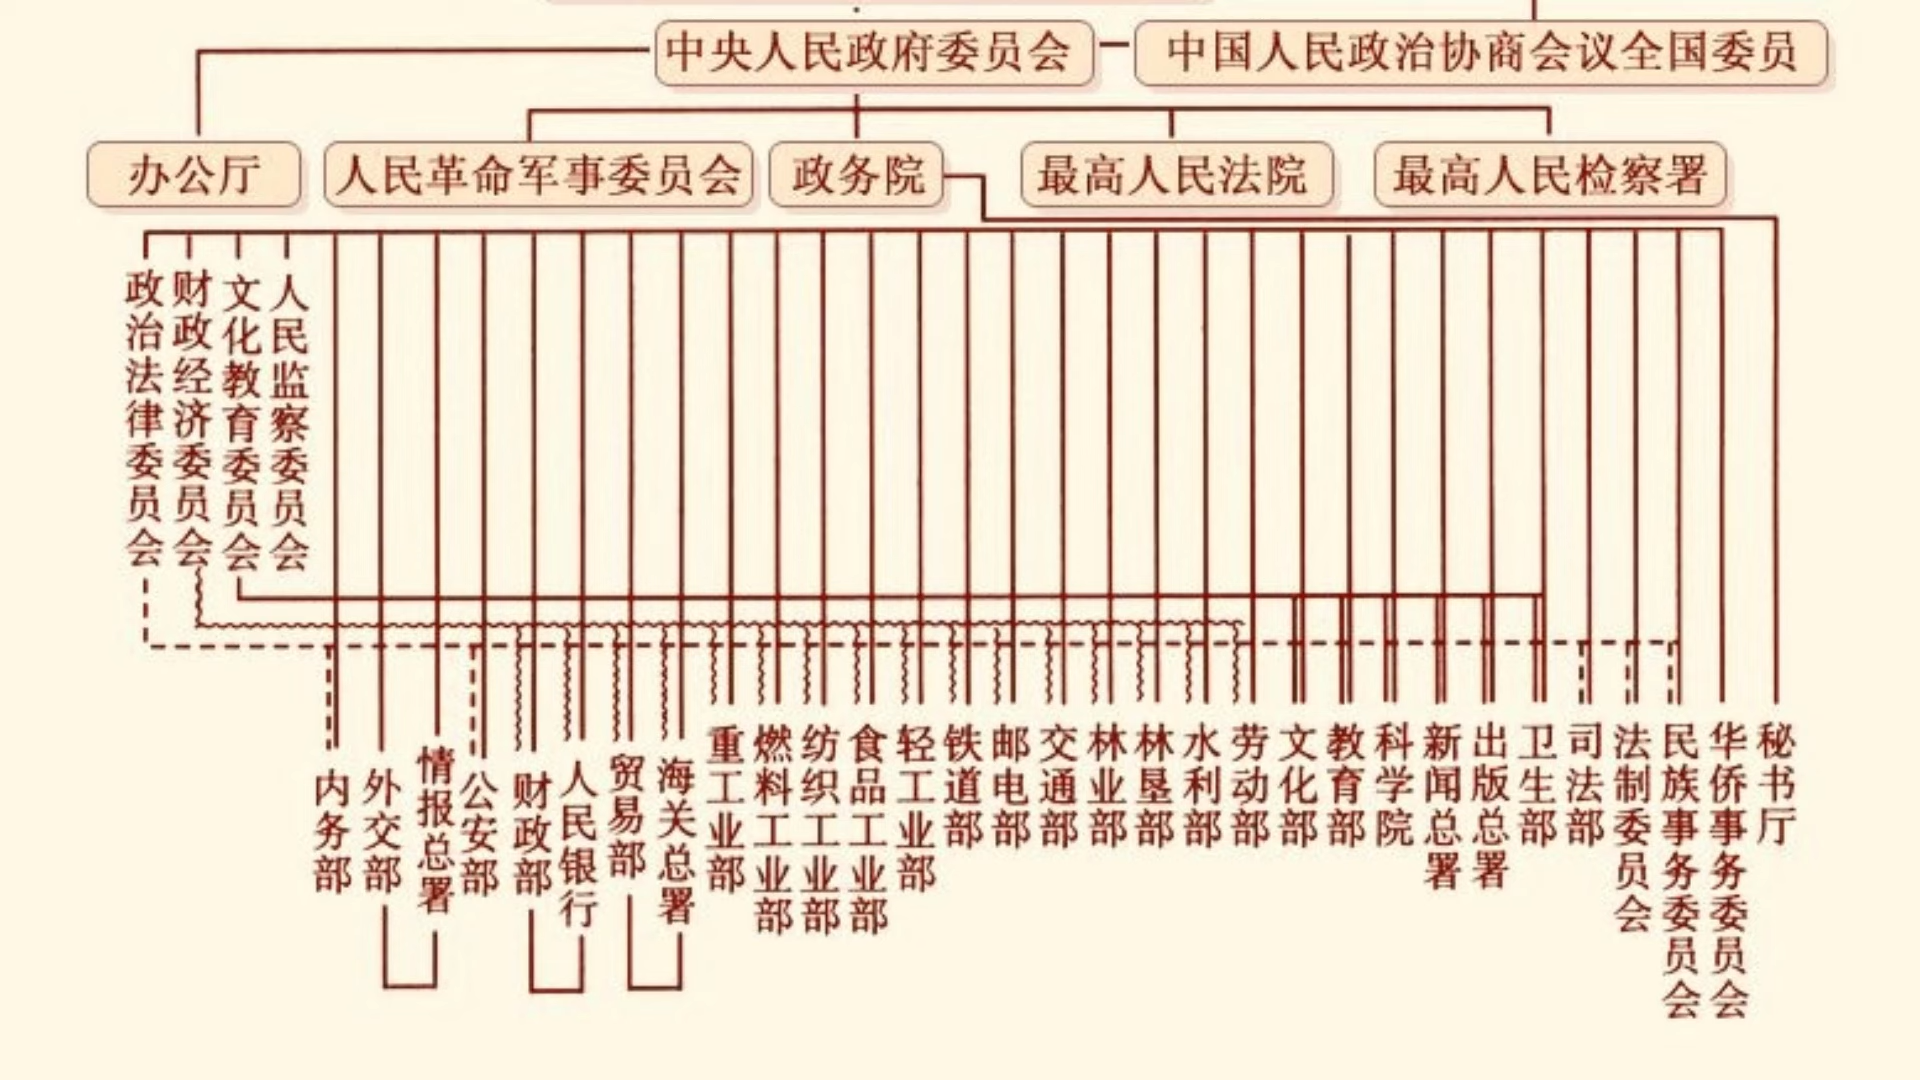 中央人民政府委员会
中国人民政治协商会议全国委员
办公厅
人民革命军事委员会
政务院
最高人民法院
最高人民检察署
政治法律委员会
财政经济委员会
文化教育委员会
人民监察委员会
内务部
外交部
情报总署
公安部
财政部
人民银行
贸易部
海关总署
重工业部
燃料工业部
纺织工业部
食品工业部
轻工业部
铁道部
邮电部
交通部
林业部
林垦部
水利部
劳动部
文化部
教育部
科学院
新闻总署
出版总署
卫生部
司法部
法制委员会
民族事务委员会
华侨事务委员会
秘书厅